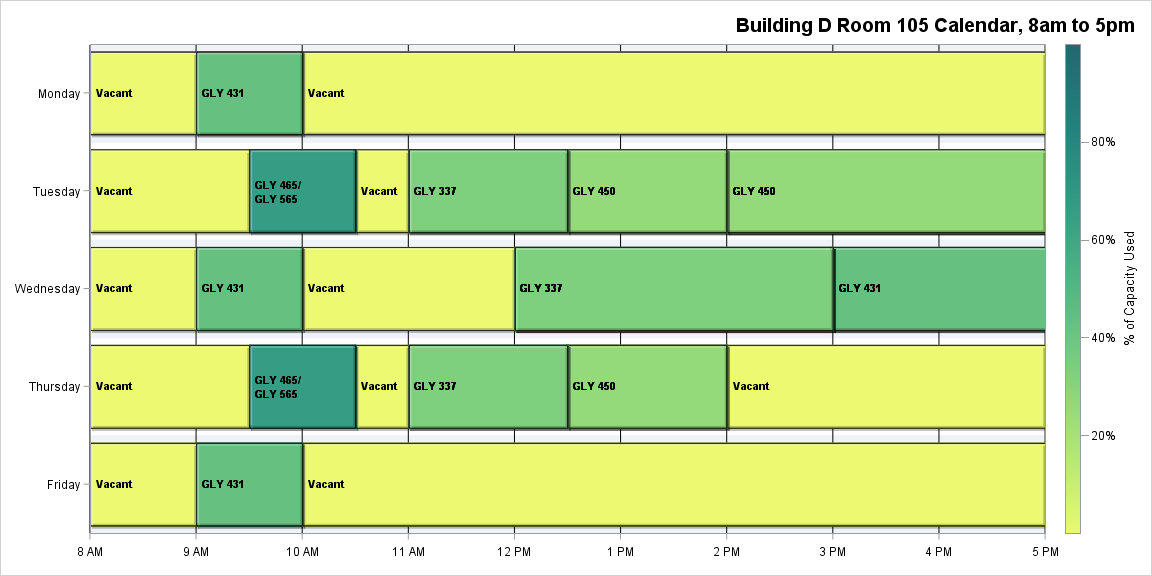 Building D Room 105 Calendar, 8am to 5pm
Monday
Vacant
GLY 431
Vacant
Tuesday
Vacant
GLY 465/
GLY 565
Vacant
GLY 337
GLY 450
GLY 450
Wednesday
Vacant
GLY 431
Vacant
GLY 337
GLY 431
Thursday
Vacant
GLY 465/
GLY 565
Vacant
GLY 337
GLY 450
Vacant
Friday
Vacant
GLY 431
Vacant
8 AM
9 AM
10 AM
11 AM
12 PM
1 PM
2 PM
3 PM
4 PM
5 PM
80%
60%
40%
20%
% of Capacity Used